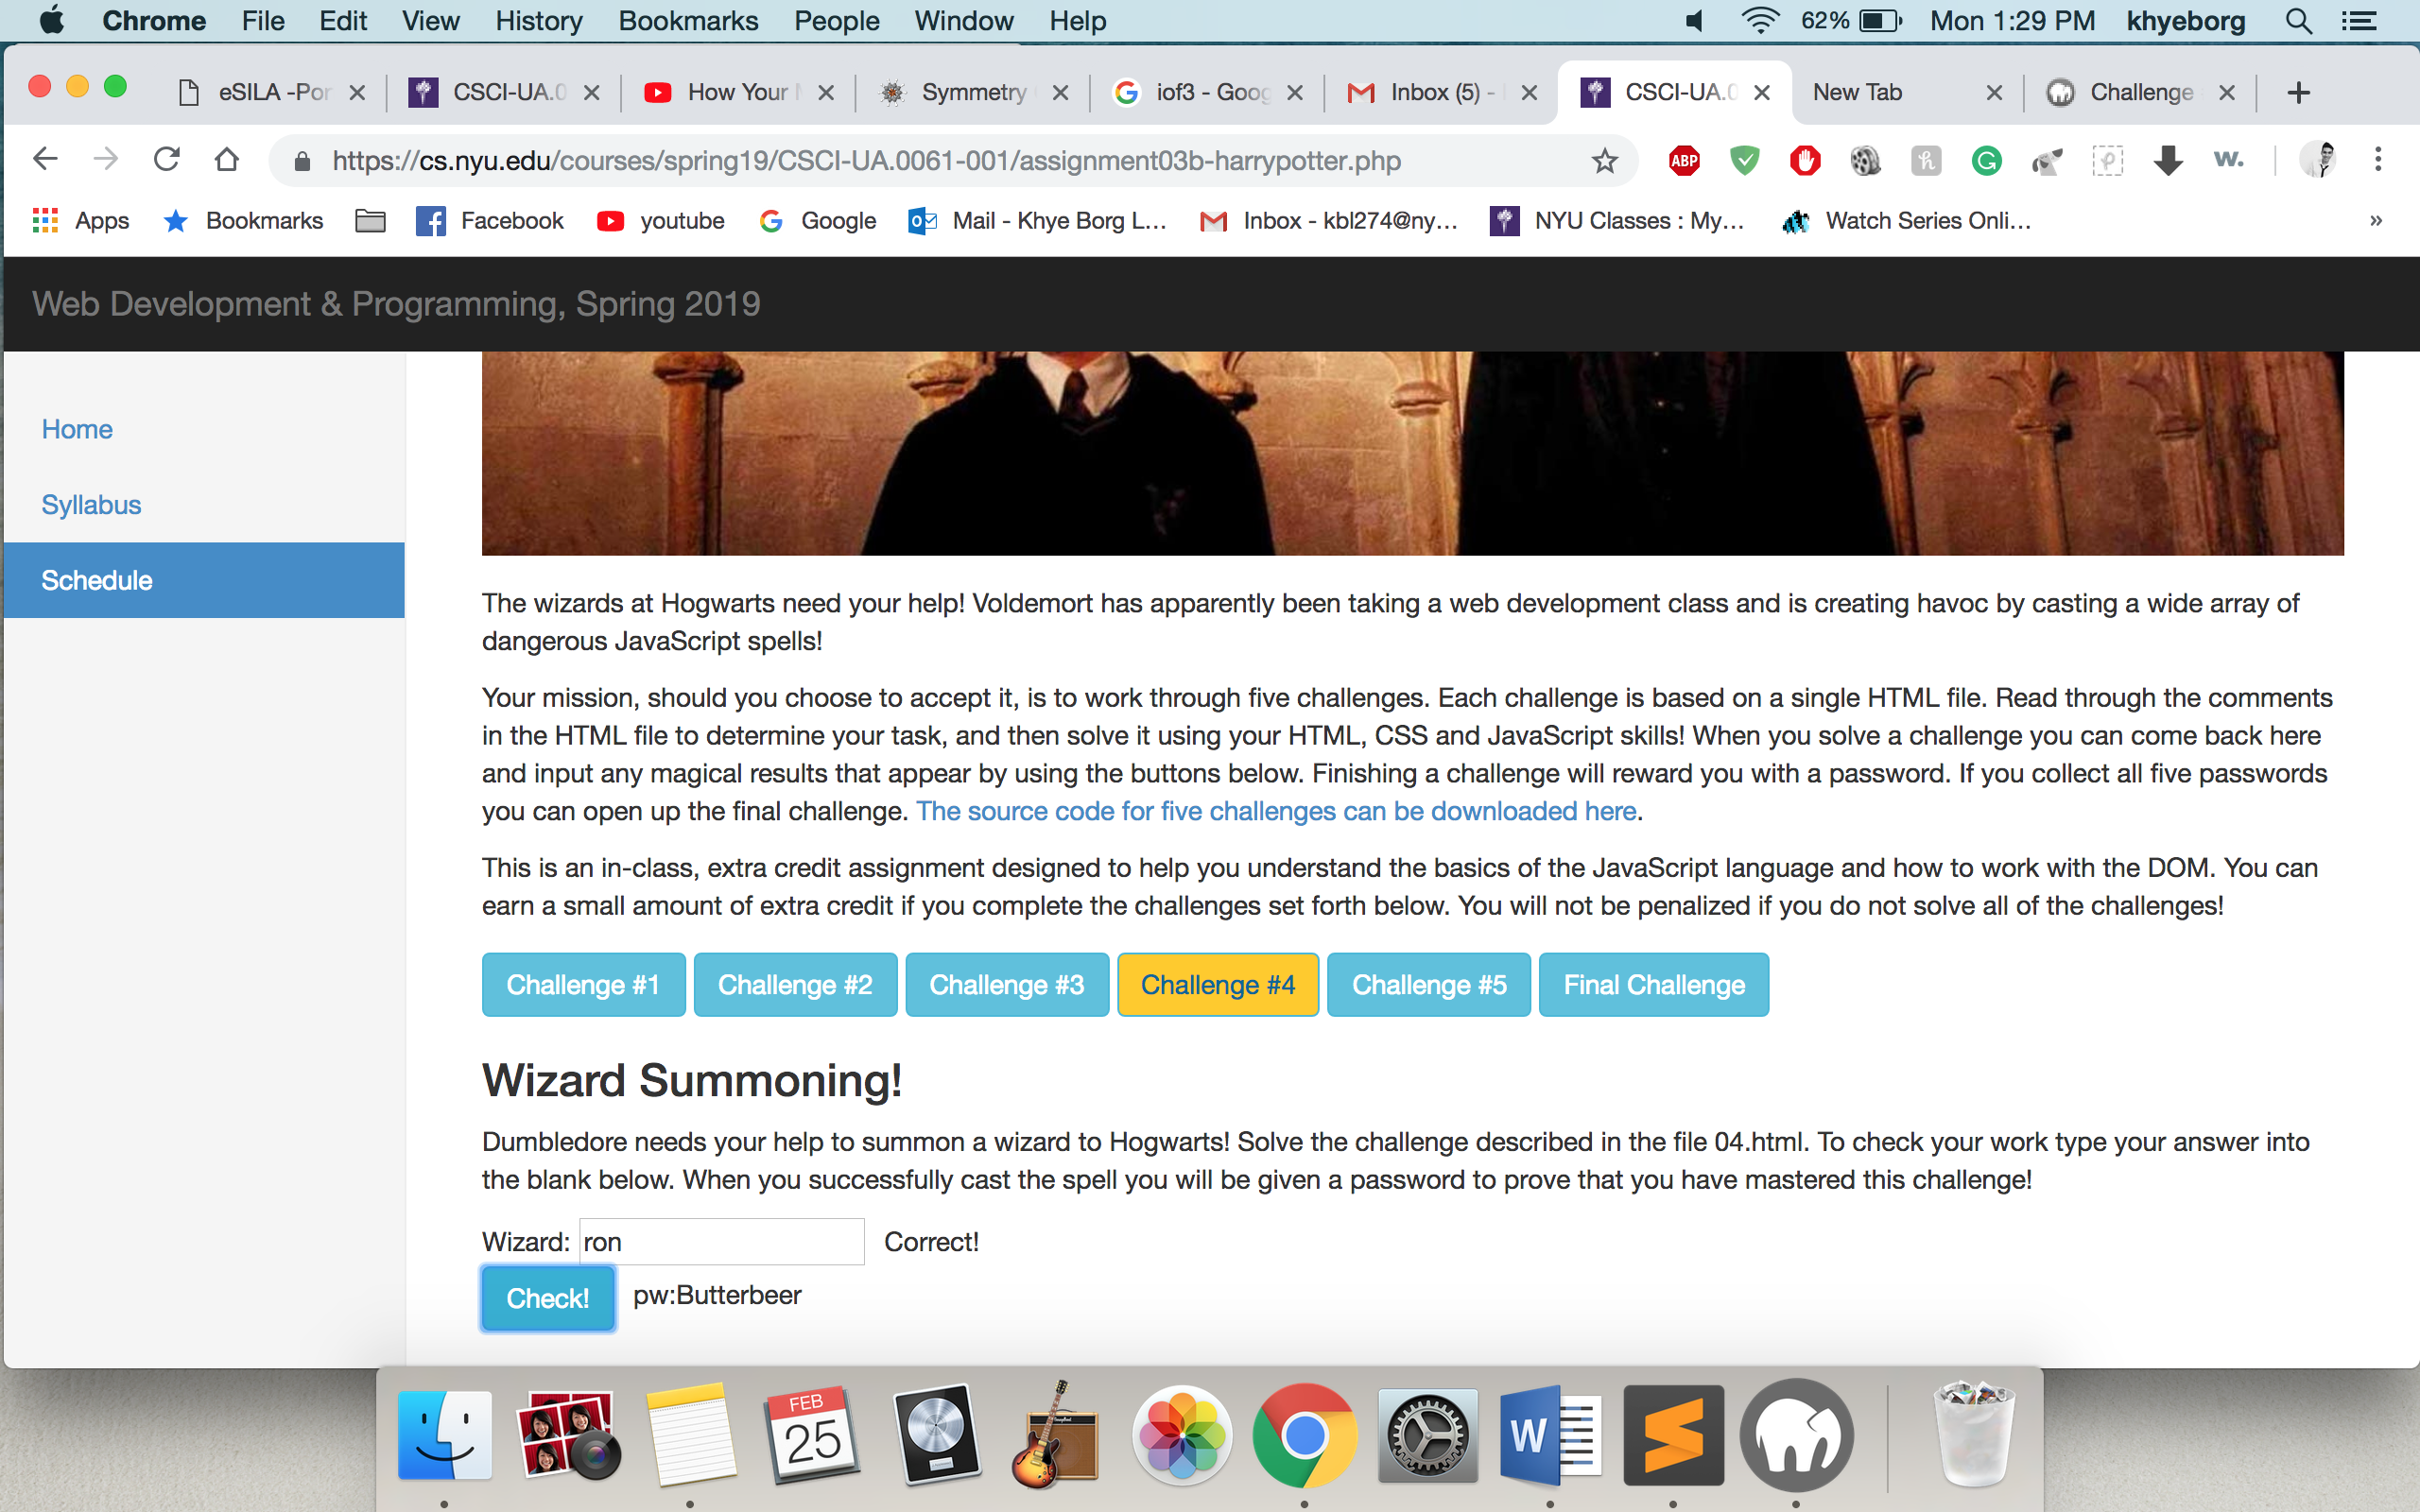 Chrome File Edit View History Bookmarks People Window Help 62% Mon 1:29 PM khyeborg
eSILA -Por CSCI-UA.0 How Your Symmetry iof3 - Goog Inbox (5) - CSCI-UA.0 New Tab Challenge
https://cs.nyu.edu/courses/spring19/CSCI-UA.0061-001/assignment03b-harrypotter.php ABP w.
Apps Bookmarks Facebook youtube Google Mail - Khye Borg L... Inbox - kbl274@ny... NYU Classes : My... Watch Series Onli... »
Web Development & Programming, Spring 2019
Home
Syllabus
Schedule
The wizards at Hogwarts need your help! Voldemort has apparently been taking a web development class and is creating havoc by casting a wide array of
dangerous JavaScript spells!
Your mission, should you choose to accept it, is to work through five challenges. Each challenge is based on a single HTML file. Read through the comments
in the HTML file to determine your task, and then solve it using your HTML, CSS and JavaScript skills! When you solve a challenge you can come back here
and input any magical results that appear by using the buttons below. Finishing a challenge will reward you with a password. If you collect all five passwords
you can open up the final challenge. The source code for five challenges can be downloaded here.
This is an in-class, extra credit assignment designed to help you understand the basics of the JavaScript language and how to work with the DOM. You can
earn a small amount of extra credit if you complete the challenges set forth below. You will not be penalized if you do not solve all of the challenges!
Challenge #1 Challenge #2 Challenge #3 Challenge #4 Challenge #5 Final Challenge
Wizard Summoning!
Dumbledore needs your help to summon a wizard to Hogwarts! Solve the challenge described in the file 04.html. To check your work type your answer into
the blank below. When you successfully cast the spell you will be given a password to prove that you have mastered this challenge!
Wizard: ron Correct!
Check! pw:Butterbeer
FEB
25
W